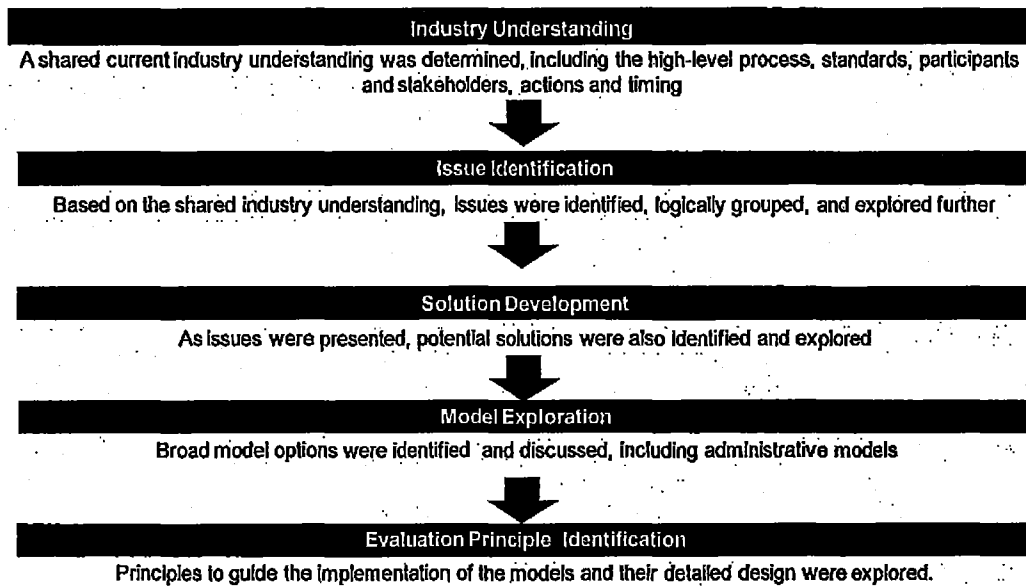 Industry Understanding
A shared current industry understanding was determined, including the high-level process, standards, participants
and stakeholders, actions and timing
Issue Identification
Based on the shared industry understanding, issues were identified, logically grouped, and explored further
Solution Development
As issues were presented, potential solutions were also identified and explored
Model Exploration
Broad model options were identified and discussed, including administrative models
Evaluation Principle Identification
Principles to guide the implementation of the models and their detailed design were explored.